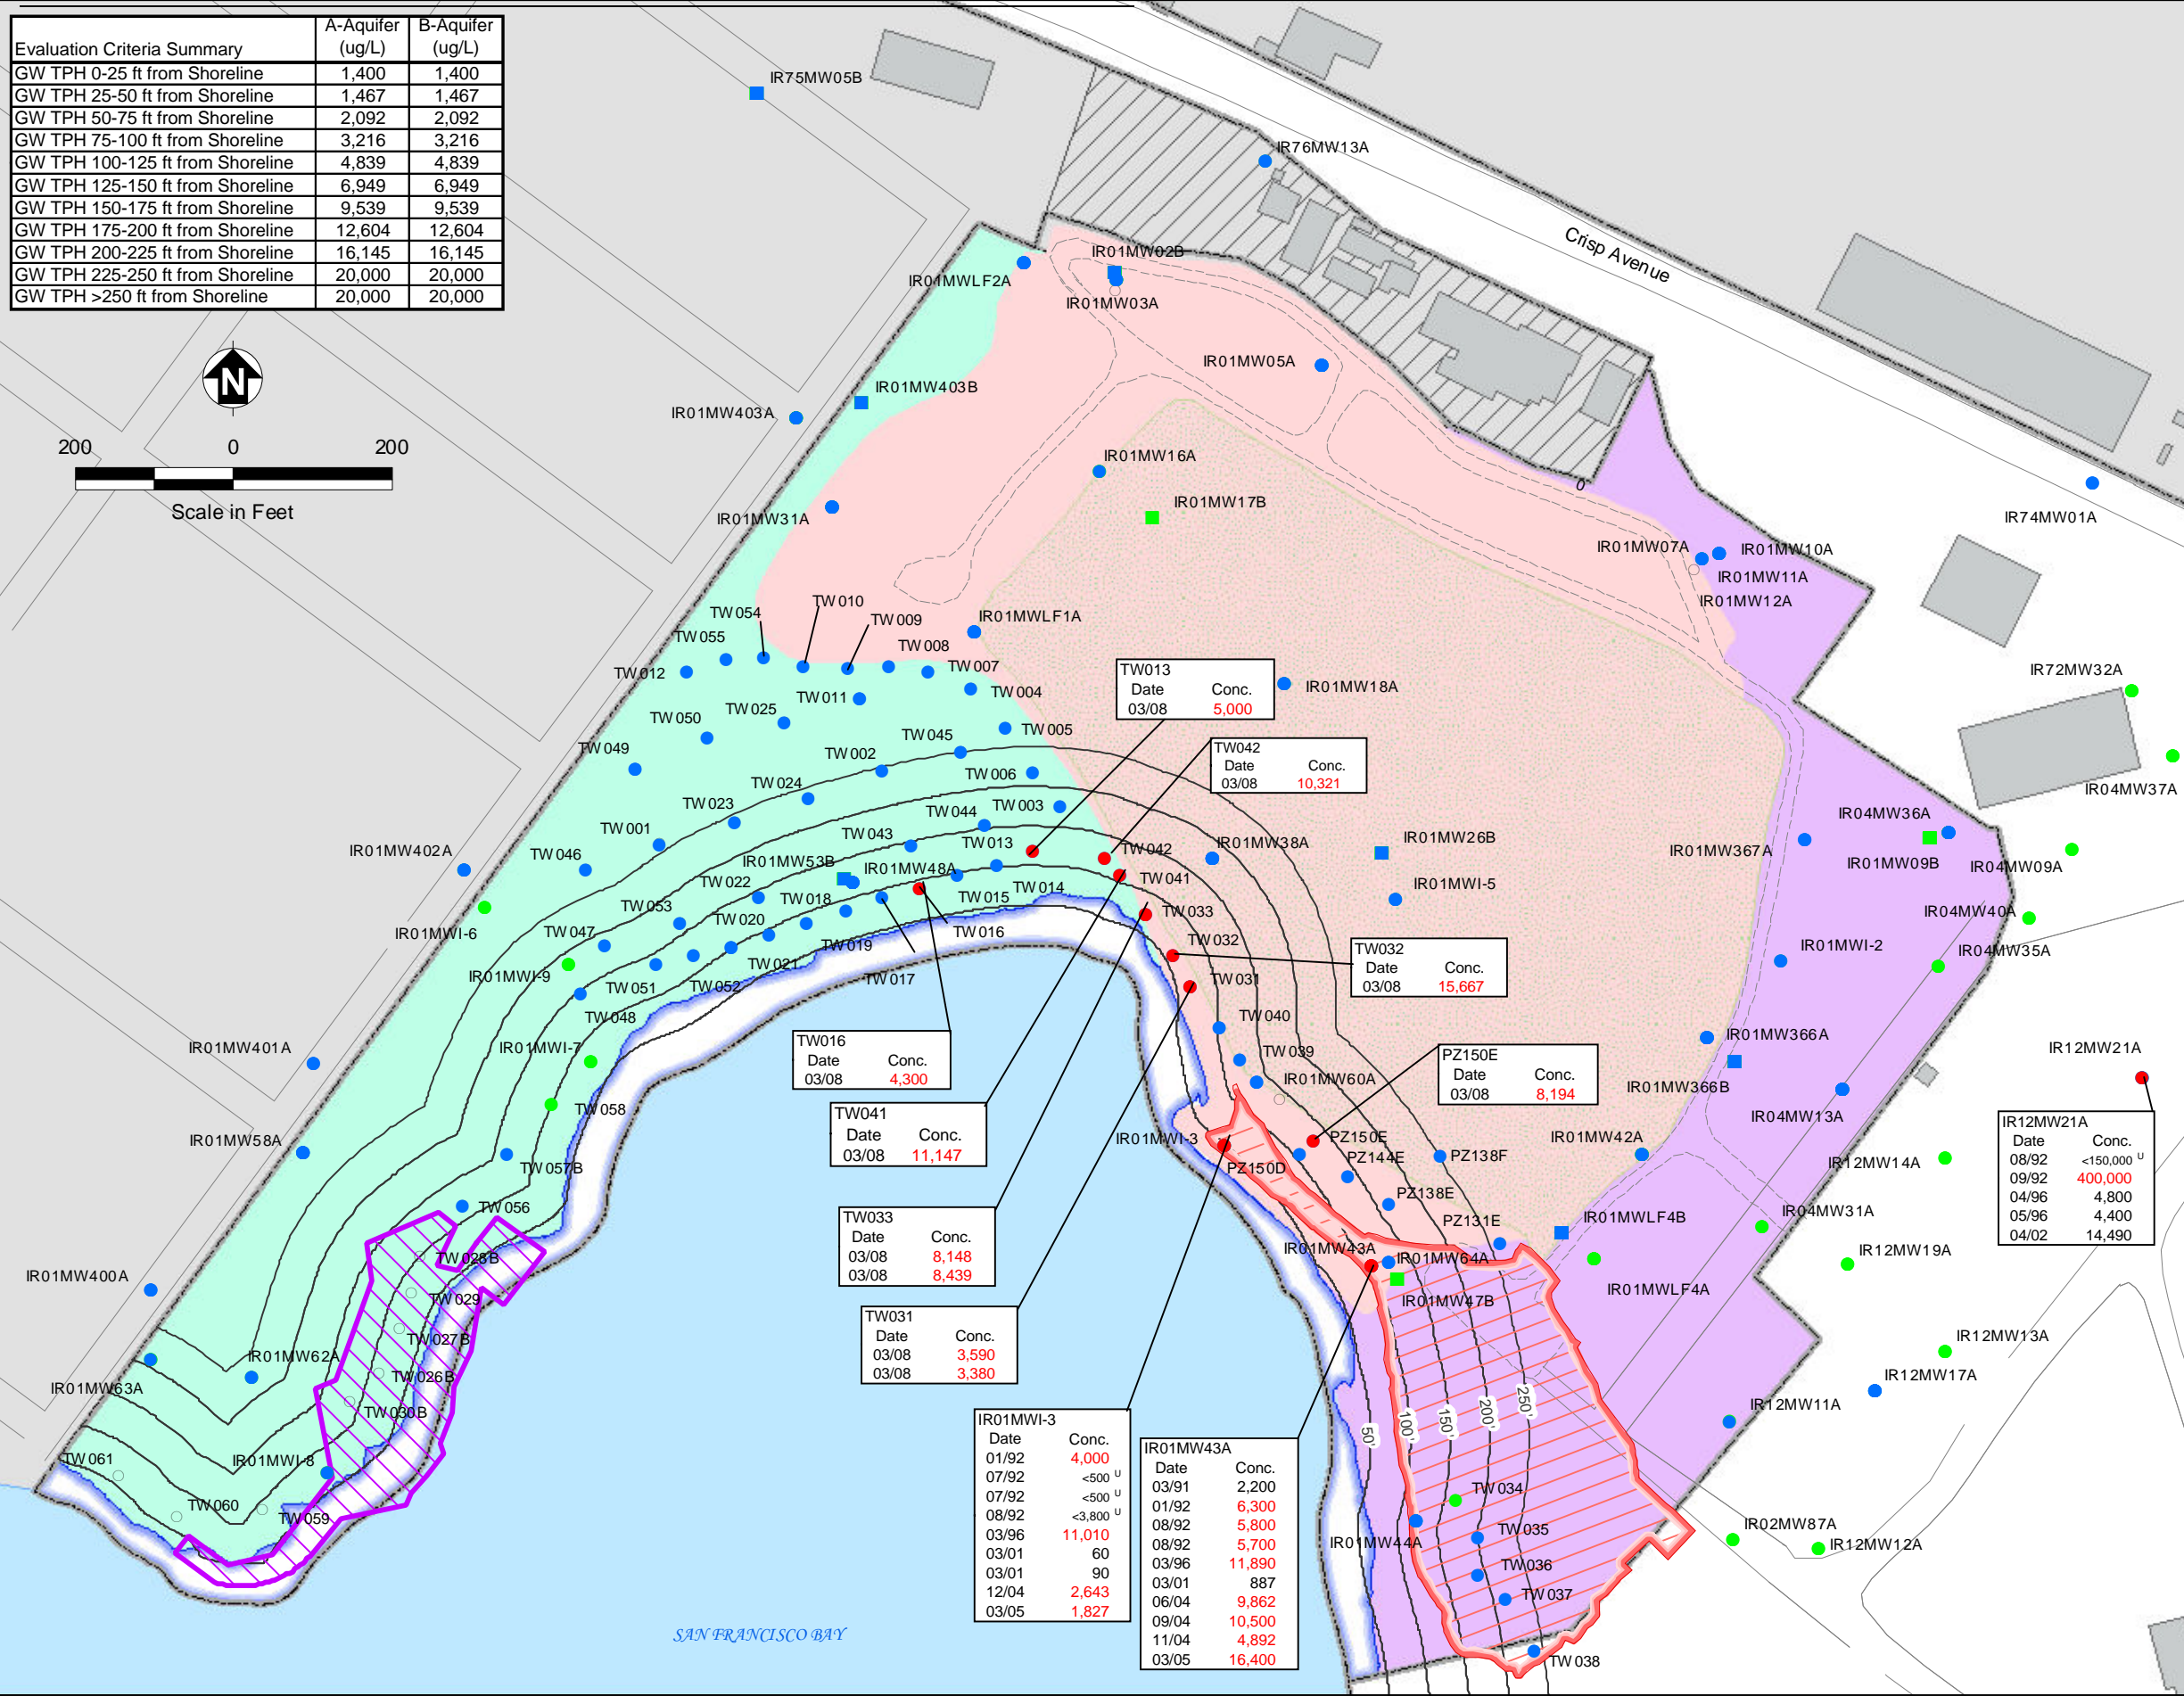 Evaluation Criteria Summary | A-Aquifer (ug/L) | B-Aquifer (ug/L)
GW TPH 0-25 ft from Shoreline | 1,400 | 1,400
GW TPH 25-50 ft from Shoreline | 1,467 | 1,467
GW TPH 50-75 ft from Shoreline | 2,092 | 2,092
GW TPH 75-100 ft from Shoreline | 3,216 | 3,216
GW TPH 100-125 ft from Shoreline | 4,839 | 4,839
GW TPH 125-150 ft from Shoreline | 6,949 | 6,949
GW TPH 150-175 ft from Shoreline | 9,539 | 9,539
GW TPH 175-200 ft from Shoreline | 12,604 | 12,604
GW TPH 200-225 ft from Shoreline | 16,145 | 16,145
GW TPH 225-250 ft from Shoreline | 20,000 | 20,000
GW TPH >250 ft from Shoreline | 20,000 | 20,000
N
200 0 200
Scale in Feet
IR75MW05B
IR76MW13A
Crisp Avenue
IR01MW02B
IR01MWLF2A
IR01MW03A
IR01MW05A
IR01MW403B
IR01MW403A
IR01MW16A
IR01MW17B
IR01MW31A
0
IR74MW01A
IR01MW07A
IR01MW10A
IR01MW11A
IR01MW12A
TW054
TW010
TW009
IR01MWLF1A
TW055
TW008
TW012
TW007
TW011
TW004
IR01MW18A
IR72MW32A
TW050
TW025
TW005
TW049
TW002
TW045
TW006
TW024
TW023
TW044
TW003
IR04MW37A
TW001
TW043
TW013
TW042
IR01MW38A
IR01MW26B
IR04MW36A
IR01MW367A
IR01MW09B
IR04MW09A
IR01MW402A
TW046
IR01MW53B
IR01MW48A
TW041
IR01MWI-5
TW022
TW018
TW015
TW014
TW033
TW053
TW020
IR04MW40A
IR01MWI-6
TW047
TW019
TW016
TW032
IR01MWI-2
IR04MW35A
IR01MWI-9
TW021
TW017
TW031
TW051
TW052
TW048
TW040
IR01MW366A
IR01MW401A
IR01MWI-7
TW039
IR12MW21A
IR01MW60A
IR01MW366B
TW058
IR04MW13A
IR01MW58A
IR01MWI-3
PZ150E
IR01MW42A
TW057B
PZ150D
PZ144E
PZ138F
IR12MW14A
TW056
PZ138E
PZ131E
IR01MWLF4B
IR04MW31A
TW028B
IR01MW43A
IR01MW64A
IR12MW19A
IR01MW400A
TW029
IR01MW47B
IR01MWLF4A
TW027B
IR01MW62A
IR12MW13A
IR01MW63A
TW026B
IR12MW17A
TW030B
IR12MW11A
50'
100'
150'
200'
250'
TW061
IR01MWI-8
TW034
TW060
TW059
IR01MW44A
TW035
IR02MW87A
IR12MW12A
TW036
TW037
TW038
SAN FRANCISCO BAY
TW013
Date Conc.
03/08 5,000
TW042
Date Conc.
03/08 10,321
TW032
Date Conc.
03/08 15,667
TW016
Date Conc.
03/08 4,300
PZ150E
Date Conc.
03/08 8,194
TW041
Date Conc.
03/08 11,147
TW033
Date Conc.
03/08 8,148
03/08 8,439
TW031
Date Conc.
03/08 3,590
03/08 3,380
IR12MW21A
Date Conc.
08/92 <150,000 U
09/92 400,000
04/96 4,800
05/96 4,400
04/02 14,490
IR01MWI-3
Date Conc.
01/92 4,000
07/92 <500 U
07/92 <500 U
08/92 <3,800 U
03/96 11,010
03/01 60
03/01 90
12/04 2,643
03/05 1,827
IR01MW43A
Date Conc.
03/91 2,200
01/92 6,300
08/92 5,800
08/92 5,700
03/96 11,890
03/01 887
06/04 9,862
09/04 10,500
11/04 4,892
03/05 16,400